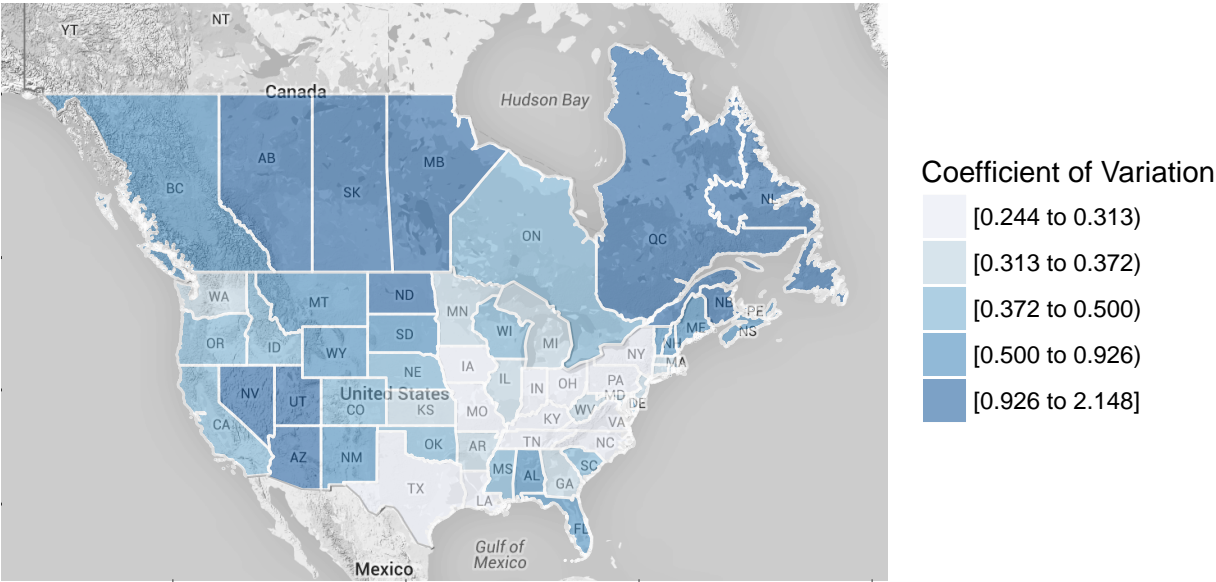 YT
NT
Canada
Hudson Bay
AB
SK
MB
BC
NL
ON
QC
WA
MT
ND
MN
NB
PE
NS
ME
OR
ID
SD
WI
MI
NH
WY
NY
MA
NE
IA
IL
IN
OH
PA
MD
DE
NV
UT
United States
CO
KS
MO
KY
WV
VA
CA
TN
NC
AZ
NM
OK
AR
SC
MS
AL
GA
TX
LA
FL
Gulf of
Mexico
Mexico
Coefficient of Variation
[0.244 to 0.313)
[0.313 to 0.372)
[0.372 to 0.500)
[0.500 to 0.926)
[0.926 to 2.148]